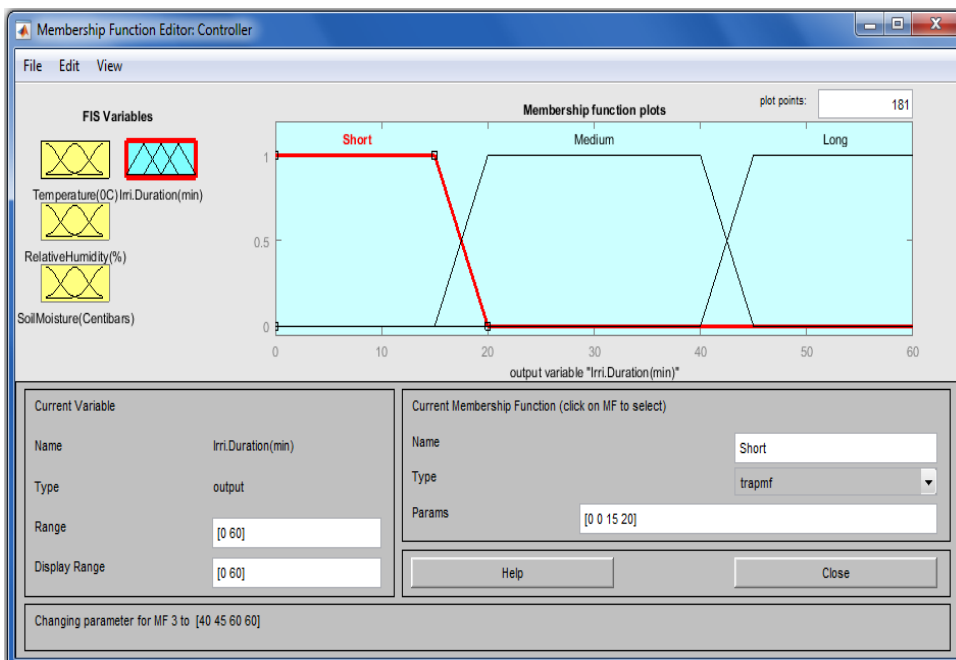 Membership Function Editor: Controller
File Edit View
FIS Variables
Membership function plots
plot points:
181
Temperature(0C)
Irri.Duration(min)
RelativeHumidity(%)
SoilMoisture(Centibars)
Short
Medium
Long
1
0.5
0
0 10 20 30 40 50 60
output variable "Irri.Duration(min)"
Current Variable
Name Irri.Duration(min)
Type output
Range [0 60]
Display Range [0 60]
Current Membership Function (click on MF to select)
Name Short
Type trapmf
Params [0 0 15 20]
Help Close
Changing parameter for MF 3 to [40 45 60 60]